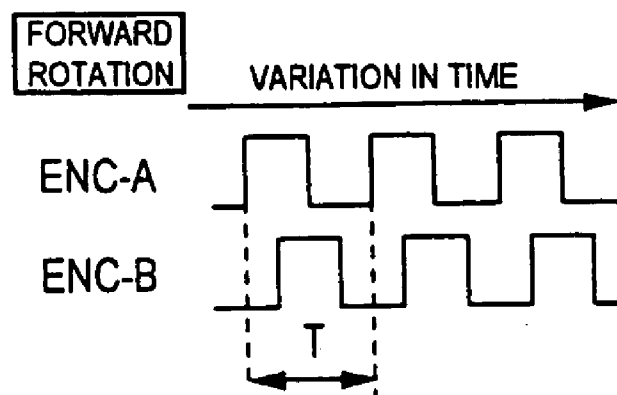 FORWARD
ROTATION
VARIATION IN TIME
ENC-A
ENC-B
T